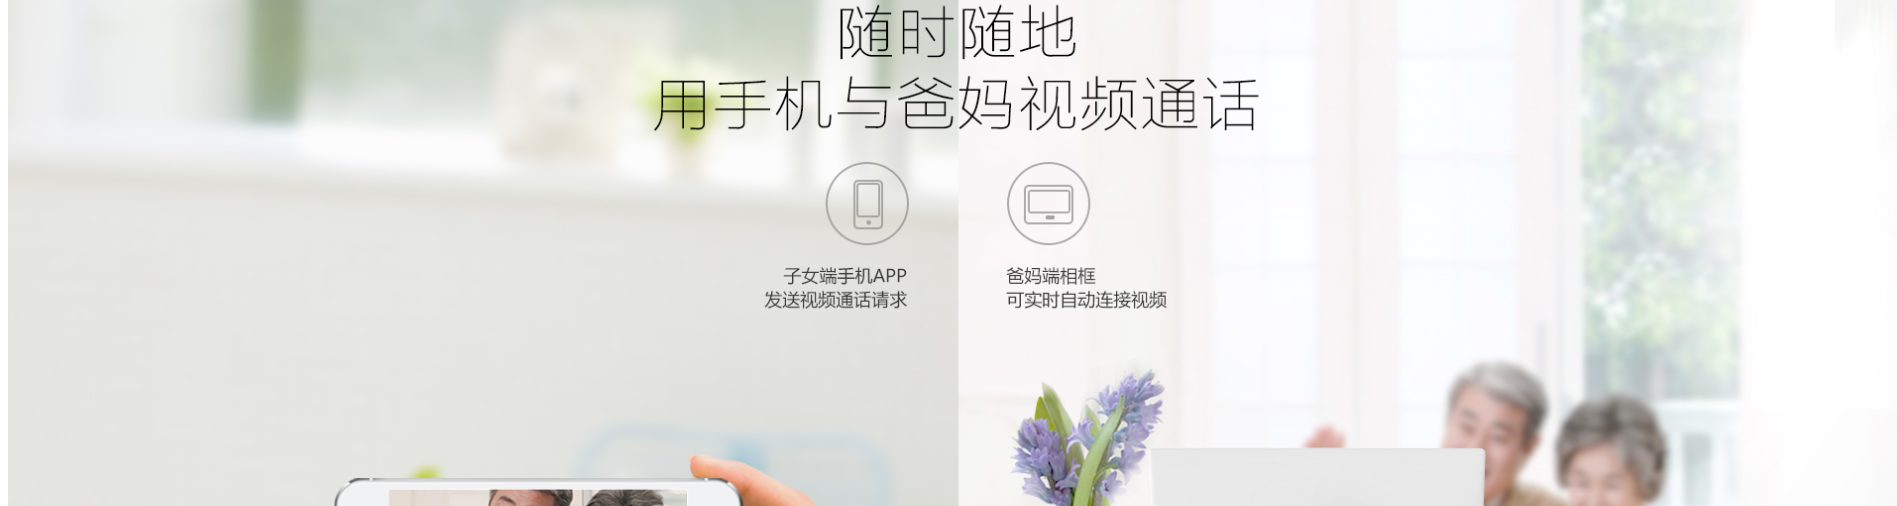 随时随地
用手机与爸妈视频通话
子女端手机APP
发送视频通话请求
爸妈端相框
可实时自动连接视频